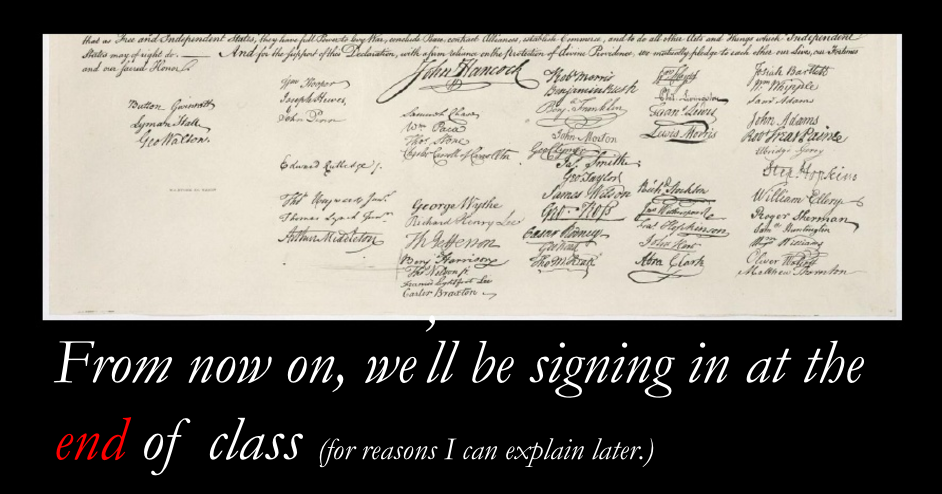 that as Free and Independent States, they have full Power to levy War, conclude Peace, contract Alliances, establish Commerce, and to do all other Acts and Things which Independent
States may of right do. And for the support of this Declaration, with a firm reliance on the Protection of divine Providence, we mutually pledge to each other our Lives, our Fortunes
and our sacred Honor.
John Hancock
Button Gwinnett
Lyman Hall
Geo Walton.
Wm Hooper
Joseph Hewes,
John Penn
Edward Rutledge
Thos Heyward Junr.
Thomas Lynch Junr.
Arthur Middleton
Samuel Chase
Wm. Paca
Thos. Stone
Charles Carroll of Carrollton
George Wythe
Richard Henry Lee
Th Jefferson
Benj Harrison
Thos Nelson jr.
Francis Lightfoot Lee
Carter Braxton
Robt Morris
Benjamin Rush
Benj. Franklin
John Morton
Geo Clymer
Jas. Smith
Geo. Taylor
James Wilson
Geo. Ross
Caesar Rodney
Geo Read
Tho M:Kean
Wm Floyd
Phil. Livingston
Frans. Lewis
Lewis Morris
Richd. Stockton
Jno Witherspoon
Fras. Hopkinson
John Hart
Abra Clark
Josiah Bartlett
Wm: Whipple
Saml Adams
John Adams
Robt Treat Paine
Elbridge Gerry
Step. Hopkins
William Ellery
Roger Sherman
Saml Huntington
Wm Williams
Oliver Wolcott
Matthew Thornton
From now on, we’ll be signing in at the
end of class (for reasons I can explain later.)